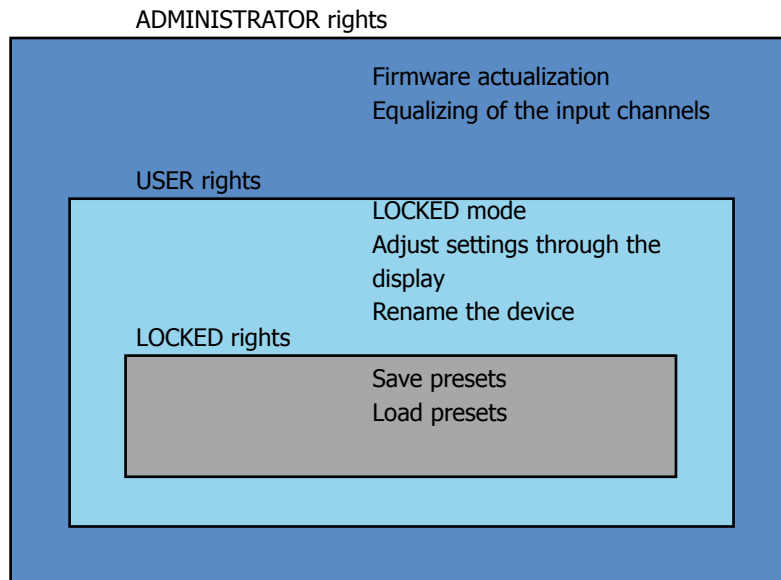 ADMINISTRATOR rights
Firmware actualization
Equalizing of the input channels
USER rights
LOCKED mode
Adjust settings through the
display
Rename the device
LOCKED rights
Save presets
Load presets